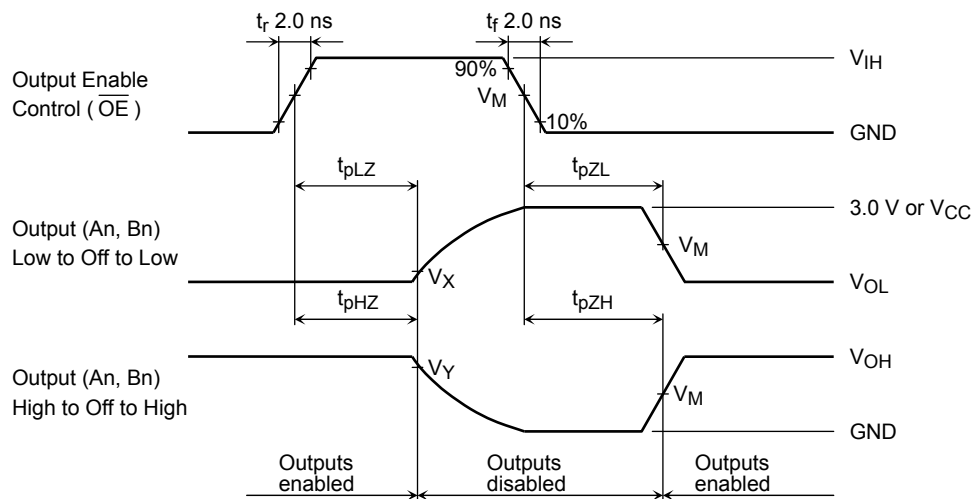 tr 2.0 ns
tf 2.0 ns
Output Enable
Control ( OE )
90%
VM
10%
VIH
GND
tpLZ
tpZL
Output (An, Bn)
Low to Off to Low
VX
VM
3.0 V or VCC
VOL
tpHZ
tpZH
Output (An, Bn)
High to Off to High
VY
VM
VOH
GND
Outputs
enabled
Outputs
disabled
Outputs
enabled